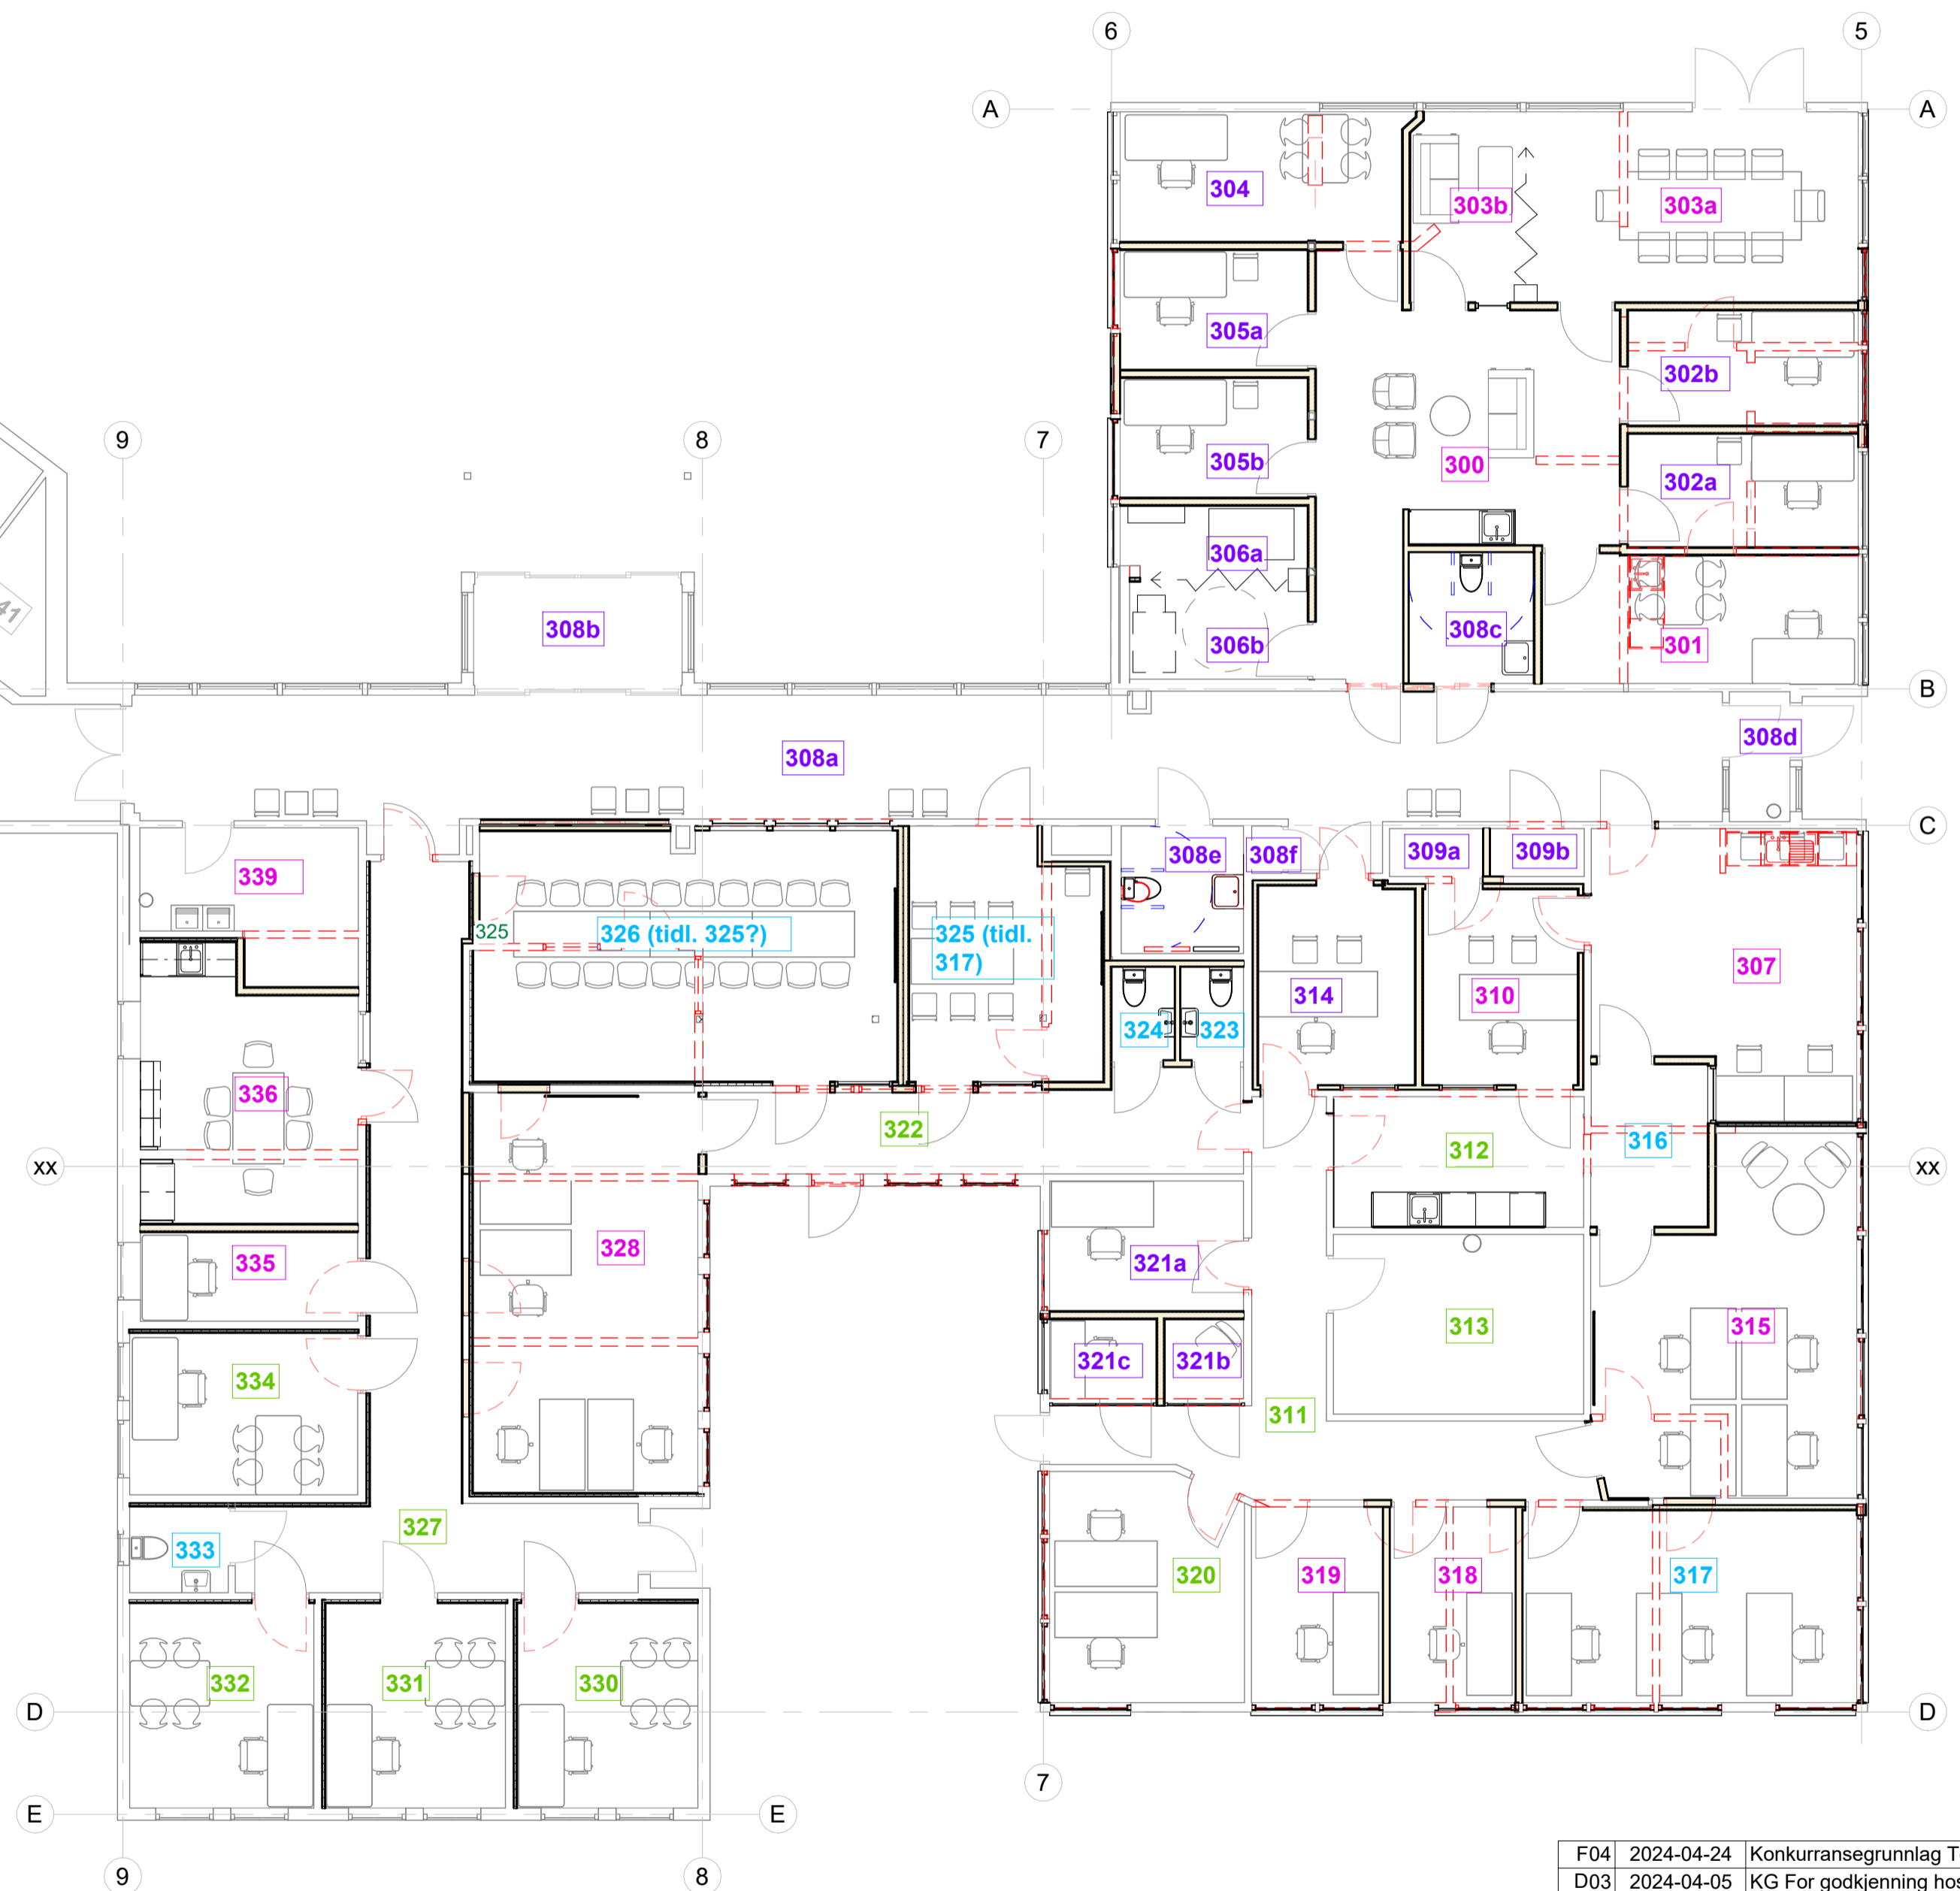 6
5
A
A
304
303b
303a
305a
302b
9
8
7
305b
300
302a
306a
41
308b
308c
306b
301
B
308a
308d
C
339
308e
308f
309a
309b
325
326 (tidl. 325?)
325 (tidl.
317)
307
314
310
324
323
336
322
312
316
xx
xx
328
335
321a
313
315
321c
321b
334
311
327
333
320
319
318
317
332
331
330
D
D
7
E
E
9
8
F04 2024-04-24 Konkurransegrunnlag T
D03 2024-04-05 KG For godkjenning hos